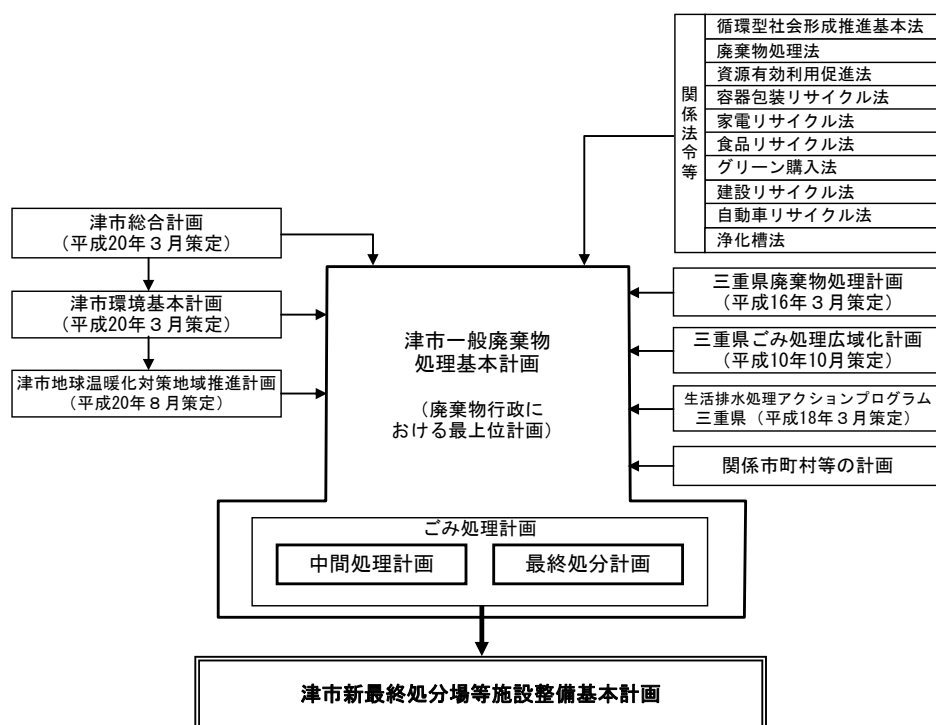 循環型社会形成推進基本法
廃棄物処理法
資源有効利用促進法
容器包装リサイクル法
家電リサイクル法
食品リサイクル法
グリーン購入法
建設リサイクル法
自動車リサイクル法
浄化槽法
関係法令等
津市総合計画
（平成20年３月策定）
津市環境基本計画
（平成20年３月策定）
津市地球温暖化対策地域推進計画
（平成20年８月策定）
津市一般廃棄物
処理基本計画
（廃棄物行政に
おける最上位計画）
三重県廃棄物処理計画
（平成16年３月策定）
三重県ごみ処理広域化計画
（平成10年10月策定）
生活排水処理アクションプログラム
三重県（平成18年３月策定）
関係市町村等の計画
ごみ処理計画
中間処理計画
最終処分計画
津市新最終処分場等施設整備基本計画